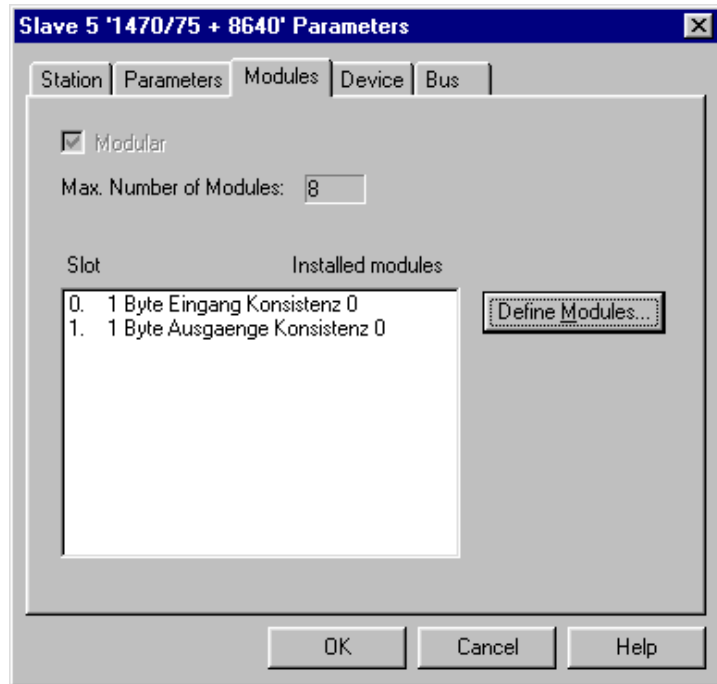 Slave 5 '1470/75 + 8640' Parameters
Station Parameters Modules Device Bus
Modular
Max. Number of Modules: 8
Slot Installed modules
0. 1 Byte Eingang Konsistenz 0
1. 1 Byte Ausgaenge Konsistenz 0
Define Modules...
OK Cancel Help